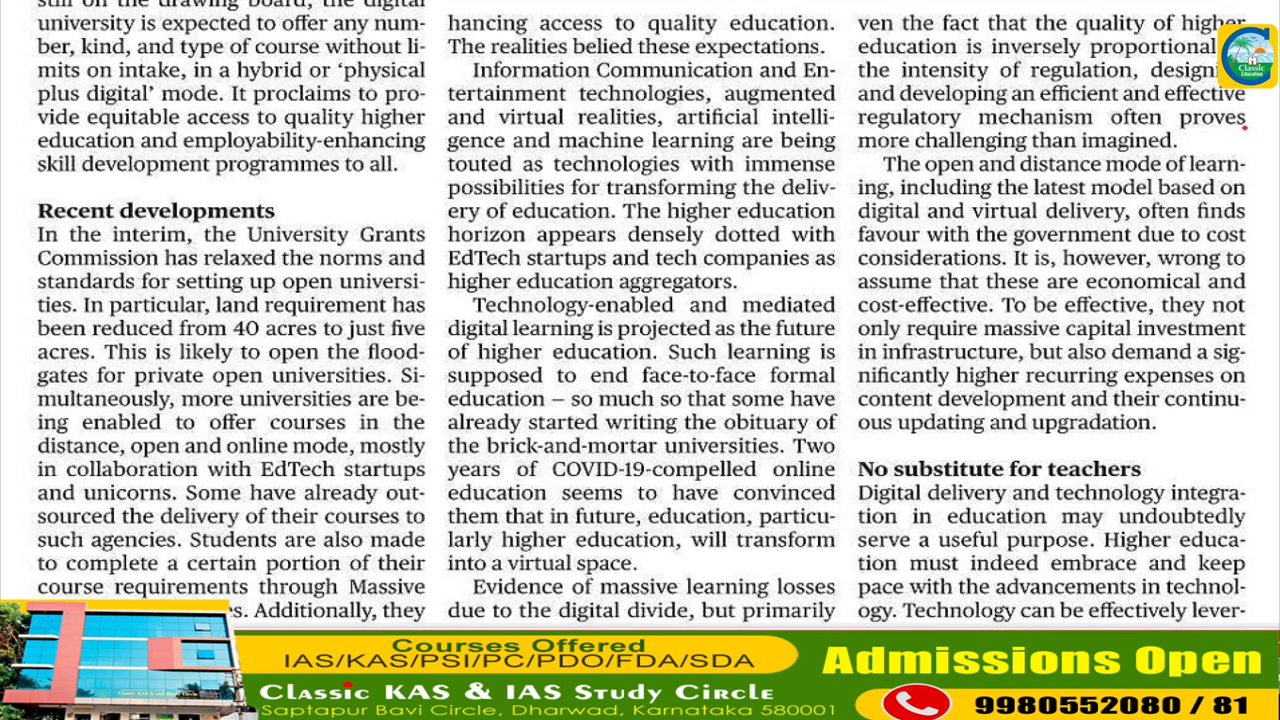 still on the drawing board, the digital
university is expected to offer any num-
ber, kind, and type of course without li-
mits on intake, in a hybrid or ‘physical
plus digital’ mode. It proclaims to pro-
vide equitable access to quality higher
education and employability-enhancing
skill development programmes to all.
Recent developments
In the interim, the University Grants
Commission has relaxed the norms and
standards for setting up open universi-
ties. In particular, land requirement has
been reduced from 40 acres to just five
acres. This is likely to open the flood-
gates for private open universities. Si-
multaneously, more universities are be-
ing enabled to offer courses in the
distance, open and online mode, mostly
in collaboration with EdTech startups
and unicorns. Some have already out-
sourced the delivery of their courses to
such agencies. Students are also made
to complete a certain portion of their
course requirements through Massive
s. Additionally, they
hancing access to quality education.
The realities belied these expectations.
Information Communication and En-
tertainment technologies, augmented
and virtual realities, artificial intelli-
gence and machine learning are being
touted as technologies with immense
possibilities for transforming the deliv-
ery of education. The higher education
horizon appears densely dotted with
EdTech startups and tech companies as
higher education aggregators.
Technology-enabled and mediated
digital learning is projected as the future
of higher education. Such learning is
supposed to end face-to-face formal
education – so much so that some have
already started writing the obituary of
the brick-and-mortar universities. Two
years of COVID-19-compelled online
education seems to have convinced
them that in future, education, particu-
larly higher education, will transform
into a virtual space.
Evidence of massive learning losses
due to the digital divide, but primarily
ven the fact that the quality of higher
education is inversely proportional
the intensity of regulation, design
and developing an efficient and effective
regulatory mechanism often proves
more challenging than imagined.
The open and distance mode of learn-
ing, including the latest model based on
digital and virtual delivery, often finds
favour with the government due to cost
considerations. It is, however, wrong to
assume that these are economical and
cost-effective. To be effective, they not
only require massive capital investment
in infrastructure, but also demand a sig-
nificantly higher recurring expenses on
content development and their continu-
ous updating and upgradation.
No substitute for teachers
Digital delivery and technology integra-
tion in education may undoubtedly
serve a useful purpose. Higher educa-
tion must indeed embrace and keep
pace with the advancements in technol-
ogy. Technology can be effectively lever-
Classic
Education
Courses Offered
IAS/KAS/PSI/PC/PDO/FDA/SDA
Classic KAS & IAS Study Circle
Saptapur Bavi Circle, Dharwad, Karnataka 580001
Admissions Open
9980552080 / 81